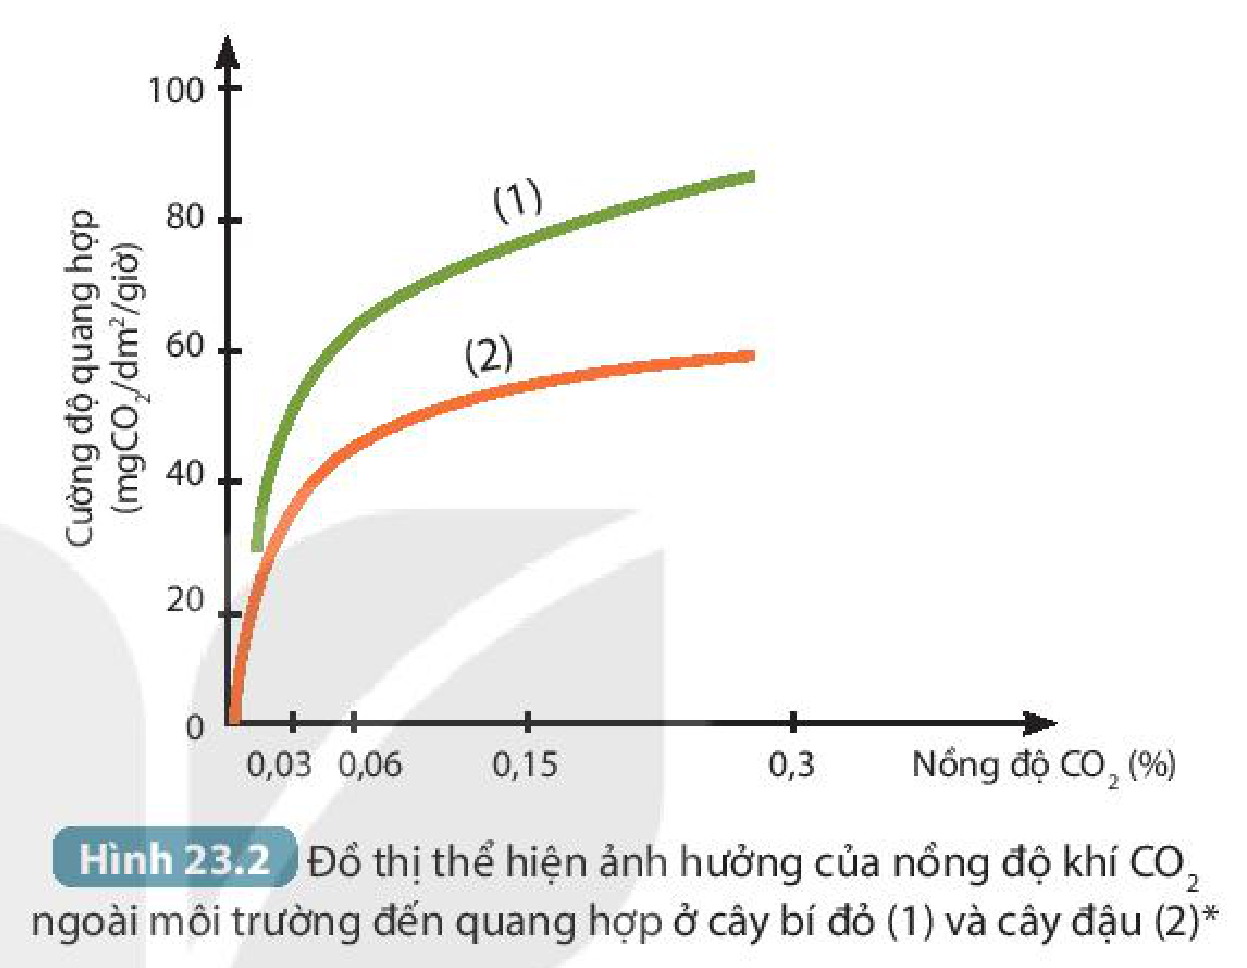 100
80
60
40
20
0
Cường độ quang hợp
(mgCO₂/dm²/giờ)
(1)
(2)
0,03 0,06 0,15 0,3 Nồng độ CO₂ (%)
Hình 23.2 Đồ thị thể hiện ảnh hưởng của nồng độ khí CO₂
ngoài môi trường đến quang hợp ở cây bí đỏ (1) và cây đậu (2)*